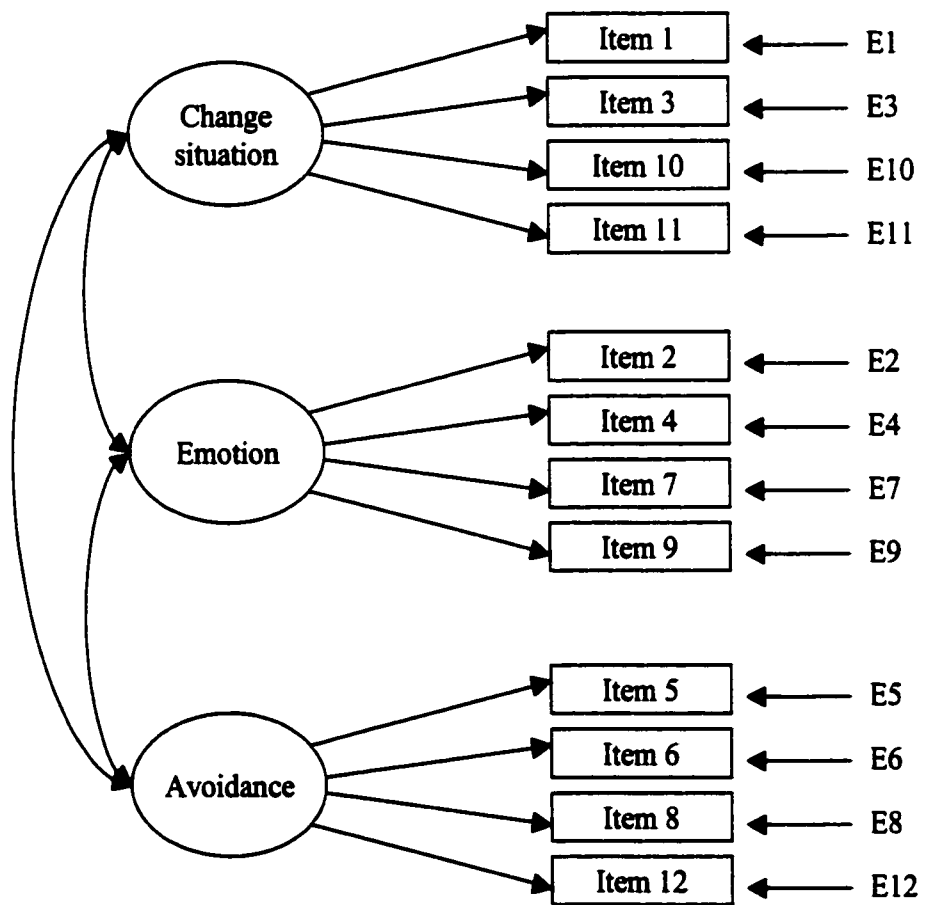 Change
situation
Item 1
E1
Item 3
E3
Item 10
E10
Item 11
E11
Emotion
Item 2
E2
Item 4
E4
Item 7
E7
Item 9
E9
Avoidance
Item 5
E5
Item 6
E6
Item 8
E8
Item 12
E12